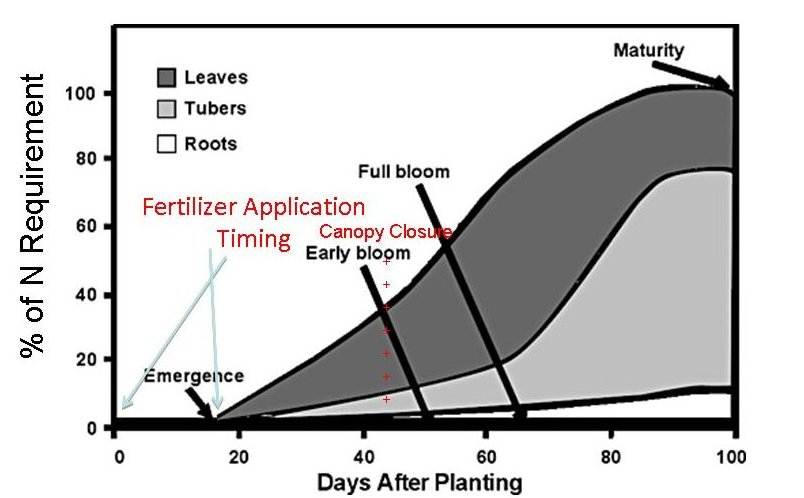 Maturity
Leaves
Tubers
Roots
Full bloom
Fertilizer Application
Timing
Canopy Closure
Early bloom
Emergence
% of N Requirement
100
80
60
40
20
0
0 20 40 60 80 100
Days After Planting